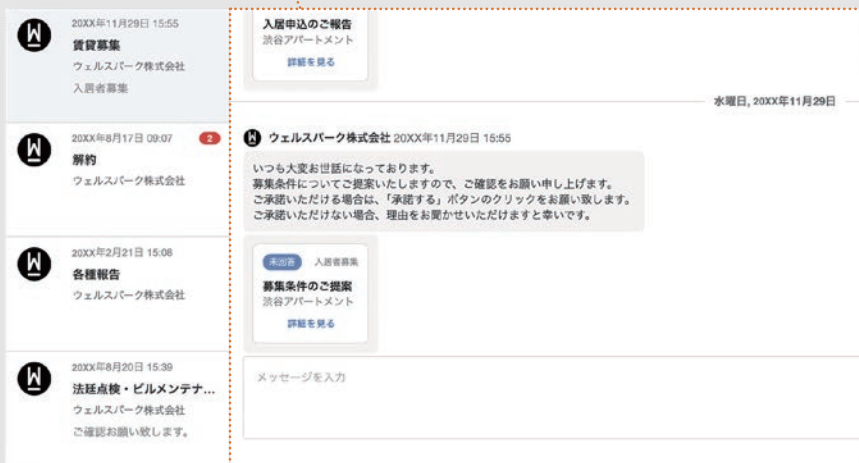 20XX年11月29日 15:55
賃貸募集
ウェルスパーク株式会社
入居者募集
20XX年8月17日 09:07
2
解約
ウェルスパーク株式会社
20XX年2月21日 15:08
各種報告
ウェルスパーク株式会社
20XX年8月20日 15:39
法廷点検・ビルメンテナ...
ウェルスパーク株式会社
ご確認お願い致します。
入居申込のご報告
渋谷アパートメント
詳細を見る
水曜日, 20XX年11月29日
ウェルスパーク株式会社 20XX年11月29日 15:55
いつも大変お世話になっております。
募集条件についてご提案いたしますので、ご確認をお願い申し上げます。
ご承諾いただける場合は、「承諾する」ボタンのクリックをお願い致します。
ご承諾いただけない場合、理由をお聞かせいただけますと幸いです。
未回答 入居者募集
募集条件のご提案
渋谷アパートメント
詳細を見る
メッセージを入力